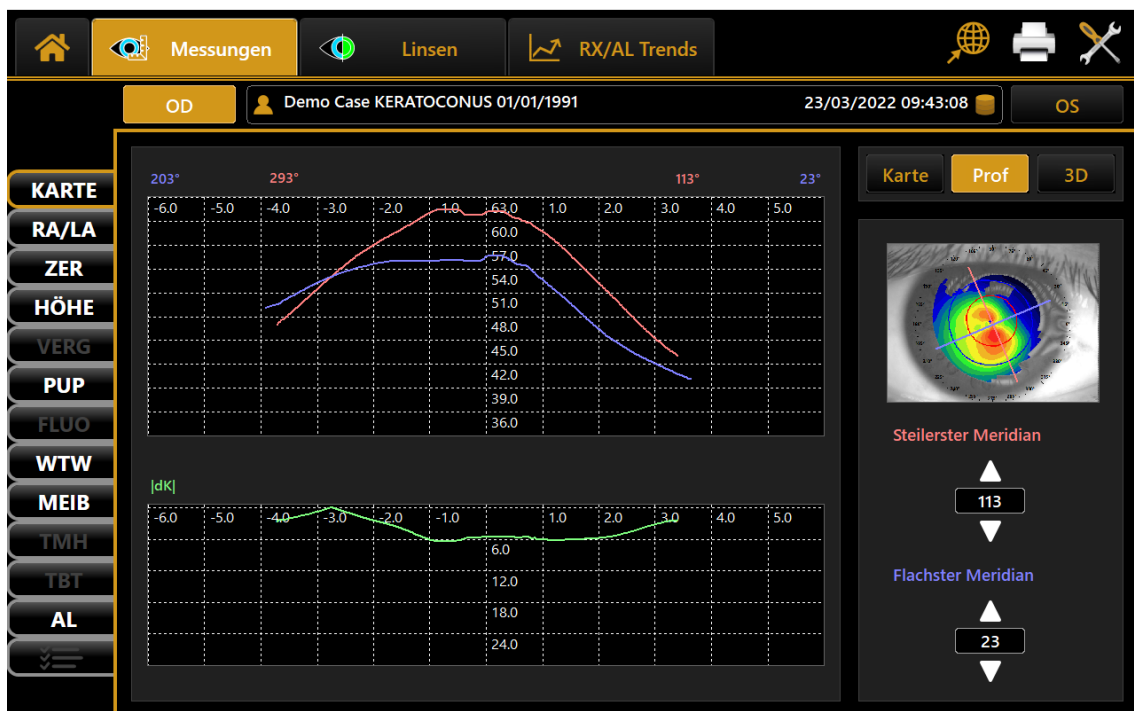 Messungen Linsen RX/AL Trends
OD Demo Case KERATOCONUS 01/01/1991 23/03/2022 09:43:08 OS
KARTE
RA/LA
ZER
HÖHE
VERG
PUP
FLUO
WTW
MEIB
TMH
TBT
AL
203° 293° 113° 23°
-6.0 -5.0 -4.0 -3.0 -2.0 -1.0 63.0 1.0 2.0 3.0 4.0 5.0
60.0
57.0
54.0
51.0
48.0
45.0
42.0
39.0
36.0
|dK|
-6.0 -5.0 -4.0 -3.0 -2.0 -1.0 1.0 2.0 3.0 4.0 5.0
6.0
12.0
18.0
24.0
Karte Prof 3D
Steilerster Meridian
113
Flachster Meridian
23